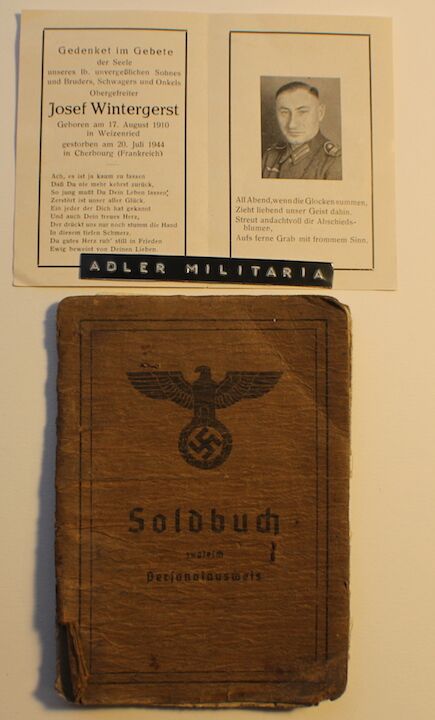 Gedenket im Gebete
der Seele
unseres lb. unvergeßlichen Sohnes
und Bruders, Schwagers und Onkels
Obergefreiter
Josef Wintergerst
Geboren am 17. August 1910
in Weizenried
gestorben am 20. Juli 1944
in Cherbourg (Frankreich)
Ach, es ist ja kaum zu fassen
Daß Du nie mehr kehrst zurück,
So jung mußt Du Dein Leben lassen!
Zerstört ist unser aller Glück.
Ein jeder der Dich hat gekannt
Und auch Dein treues Herz,
Der drückt uns nur noch stumm die Hand
In diesem tiefen Schmerz.
Du gutes Herz ruh' still in Frieden
Ewig beweint von Deinen Lieben.
All Abend, wenn die Glocken summen,
Zieht liebend unser Geist dahin.
Streut andachtvoll dir Abschieds-
blumen,
Aufs ferne Grab mit frommem Sinn.
ADLER MILITARIA
Soldbuch
zugleich
Personalausweis